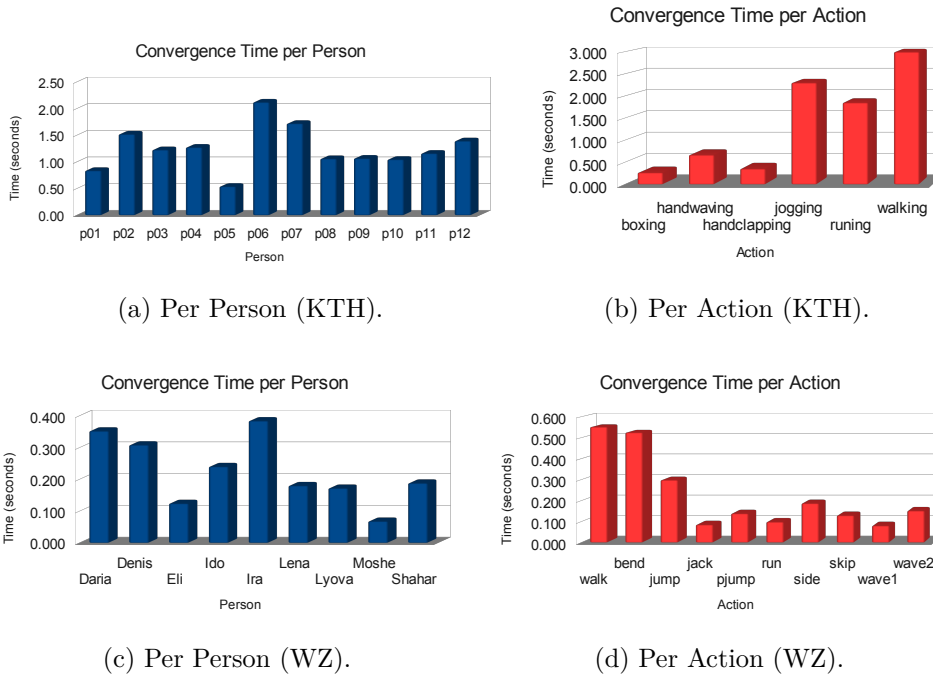 Convergence Time per Person
Time (seconds)
2.50
2.00
1.50
1.00
0.50
0.00
p01 p02 p03 p04 p05 p06 p07 p08 p09 p10 p11 p12
Person
(a) Per Person (KTH).
Convergence Time per Action
Time (seconds)
3.000
2.500
2.000
1.500
1.000
0.500
0.000
handwaving jogging walking
boxing handclapping runing
Action
(b) Per Action (KTH).
Convergence Time per Person
Time (seconds)
0.400
0.300
0.200
0.100
0.000
Denis Ido Lena Moshe
Daria Eli Ira Lyova Shahar
Person
(c) Per Person (WZ).
Convergence Time per Action
Time (seconds)
0.600
0.500
0.400
0.300
0.200
0.100
0.000
bend jack run skip wave2
walk jump pjump side wave1
Action
(d) Per Action (WZ).